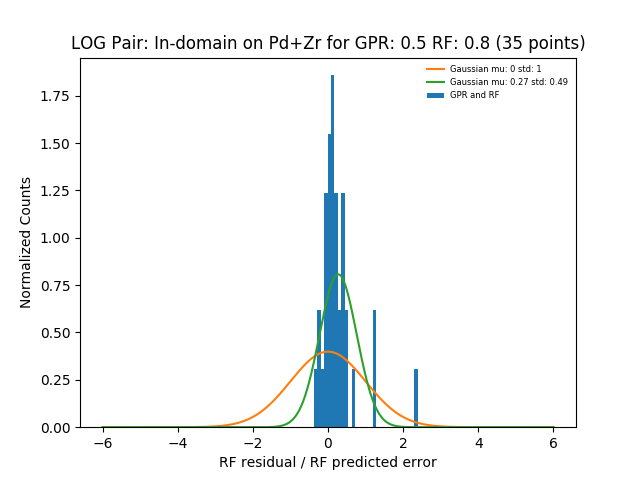 LOG Pair: In-domain on Pd+Zr for GPR: 0.5 RF: 0.8 (35 points)
Gaussian mu: 0 std: 1
Gaussian mu: 0.27 std: 0.49
GPR and RF
Normalized Counts
1.75
1.50
1.25
1.00
0.75
0.50
0.25
0.00
−6 −4 −2 0 2 4 6
RF residual / RF predicted error